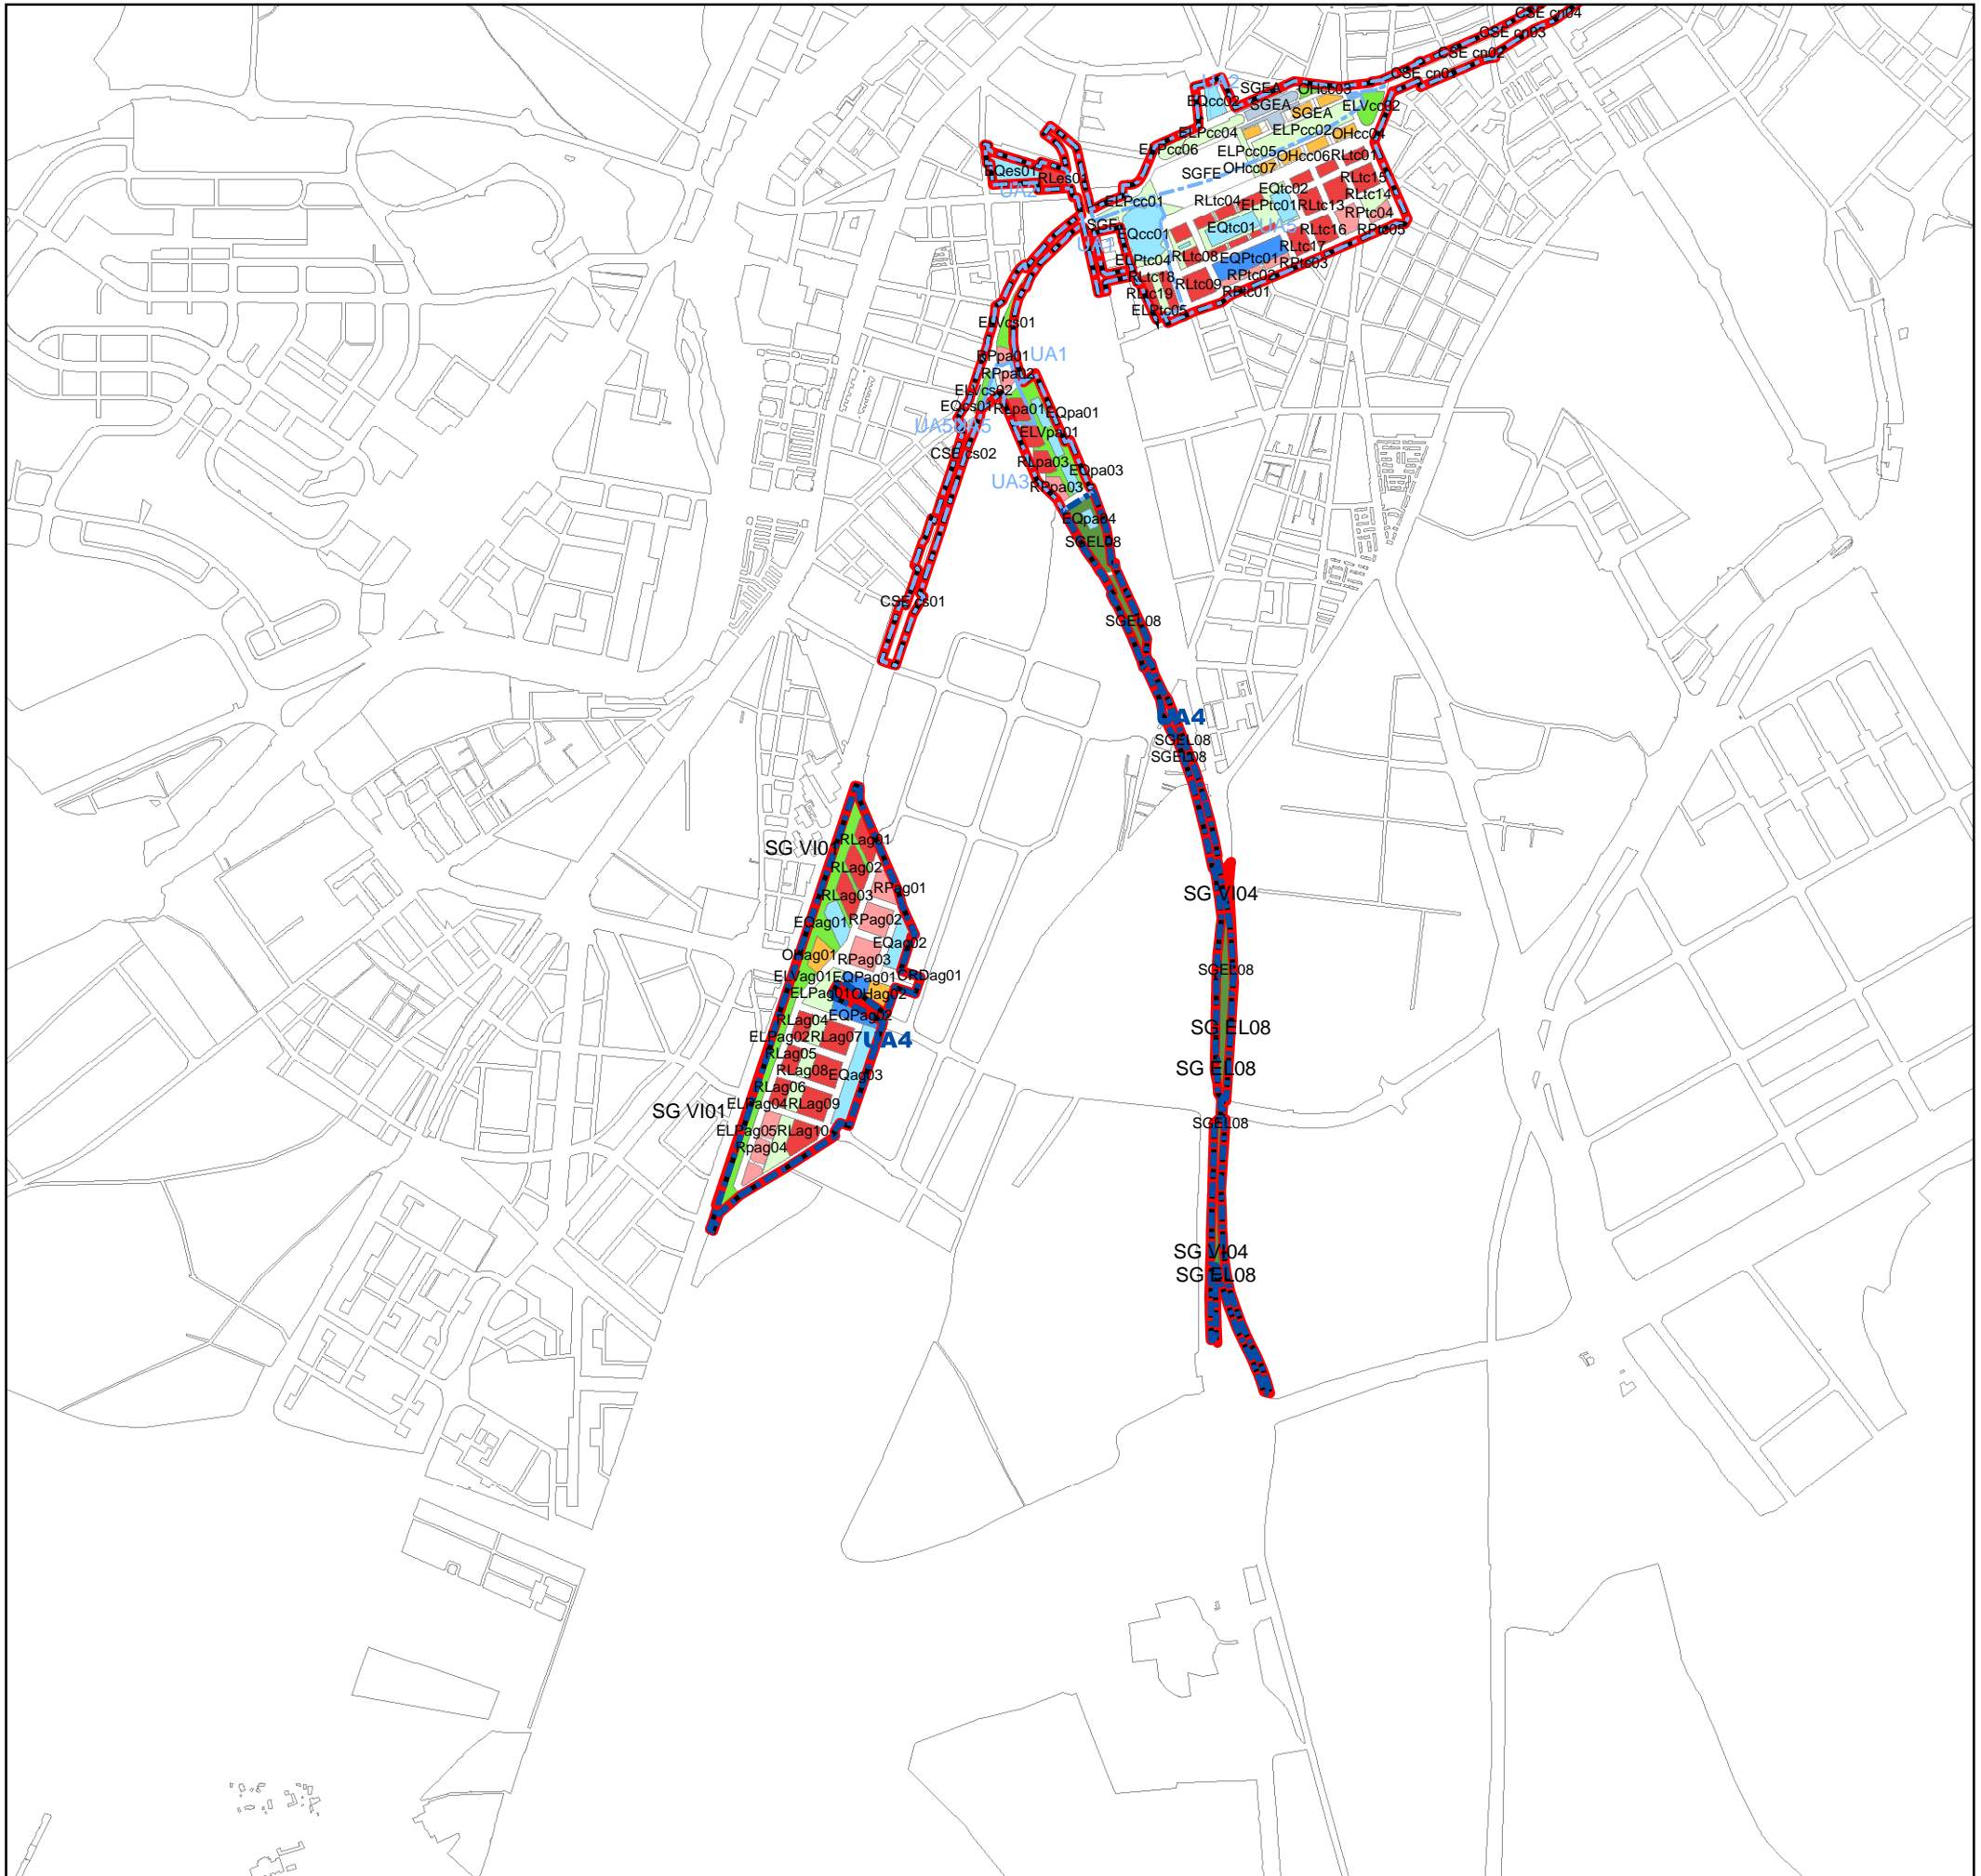 CSE cn04
CSE cn03
CSE cn02
CSE cn01
SGEA
OHcc03
EQcc02
SGEA
ELVcc02
SGEA
ELPcc04
ELPcc02
OHcc04
ELPcc06
ELPcc05
OHcc06
RLtc01
EQes01
RLes01
SGFE
OHcc07
RLtc15
UA2
EQtc02
RLtc14
ELPcc01
RLtc04
ELPtc01
RLtc13
RPtc04
EQcc01
EQtc01
UA5
RLtc16
RPtc05
RLtc17
ELPtc04
RLtc08
EQPtc01
RPtc03
RLtc18
RPtc02
RLtc19
RLtc09
RPtc01
ELPtc05
ELVcs01
RPpa01
UA1
RPpa02
ELVcs02
EQcs01
RLpa01
EQpa01
UA5
UA5
ELVpa01
CSE cs02
RLpa03
EQpa03
UA3
RPpa03
EQpa04
SGEL08
CSE cs01
SGEL08
UA4
SGEL08
SGEL08
RLag01
SG VI01
RLag02
RPag01
RLag03
SG VI04
EQag01
RPag02
EQag02
OHag01
RPag03
SGEL08
ELVag01
EQPag01
CRDag01
ELPag01
OHag02
EQPag02
RLag04
SG EL08
ELPag02
RLag07
UA4
RLag05
RLag08
EQag03
SG EL08
RLag06
ELPag04
RLag09
SG VI01
SGEL08
ELPag05
RLag10
Rpag04
SG VI04
SG EL08